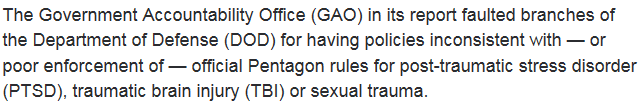 The Government Accountability Office (GAO) in its report faulted branches of
the Department of Defense (DOD) for having policies inconsistent with — or
poor enforcement of — official Pentagon rules for post-traumatic stress disorder
(PTSD), traumatic brain injury (TBI) or sexual trauma.